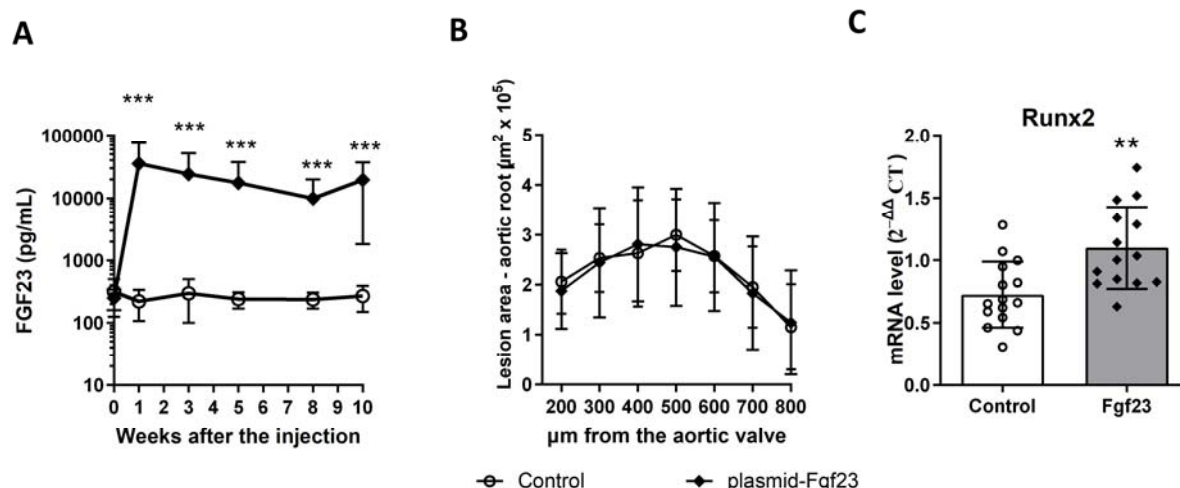 A
B
C
***
***
***
***
***
FGF23 (pg/mL)
100000
10000
1000
100
10
0 1 2 3 4 5 6 7 8 9 10
Weeks after the injection
Lesion area - aortic root (µm² x 10⁵)
5
4
3
2
1
0
200 300 400 500 600 700 800
µm from the aortic valve
Runx2
**
mRNA level (2^-ΔΔ CT)
2.0
1.5
1.0
0.5
0.0
Control Fgf23
Control plasmid-Fgf23